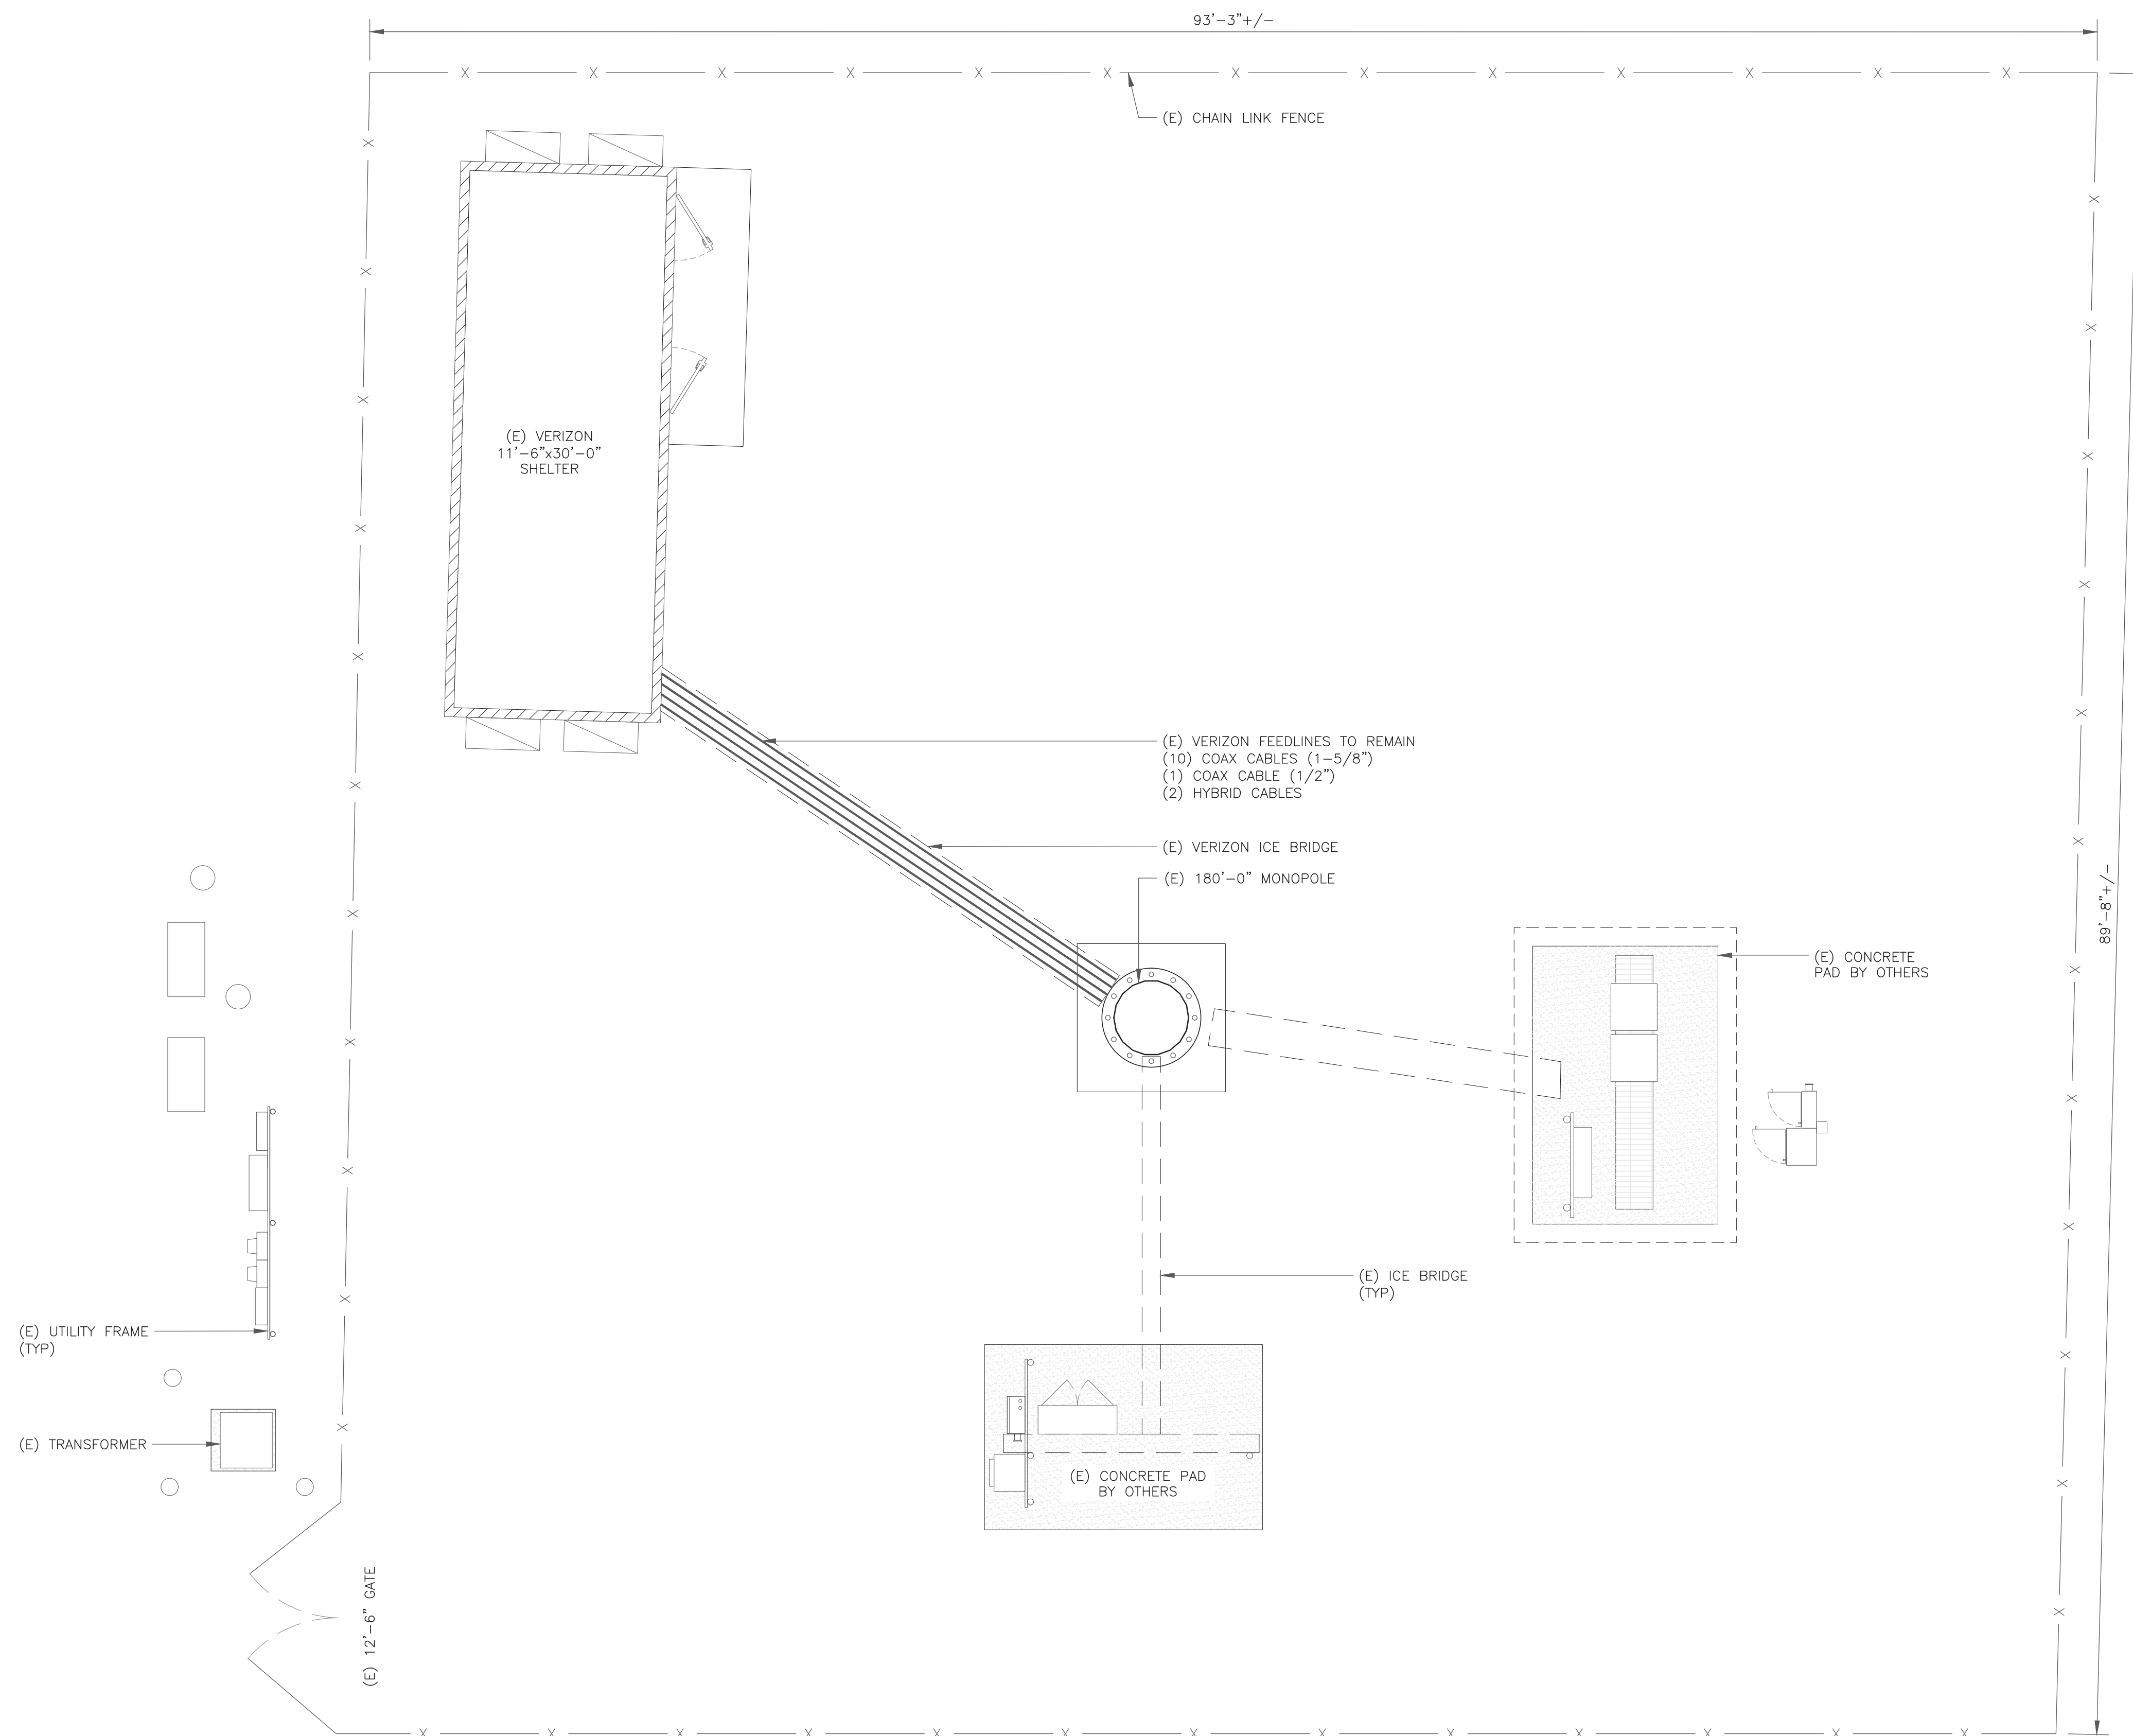 93'-3"+/-
(E) CHAIN LINK FENCE
(E) VERIZON
11'-6"x30'-0"
SHELTER
(E) VERIZON FEEDLINES TO REMAIN
(10) COAX CABLES (1-5/8")
(1) COAX CABLE (1/2")
(2) HYBRID CABLES
(E) VERIZON ICE BRIDGE
(E) 180'-0" MONOPOLE
89'-8"+/-
(E) CONCRETE
PAD BY OTHERS
(E) ICE BRIDGE
(TYP)
(E) UTILITY FRAME
(TYP)
(E) TRANSFORMER
(E) CONCRETE PAD
BY OTHERS
(E) 12'-6" GATE